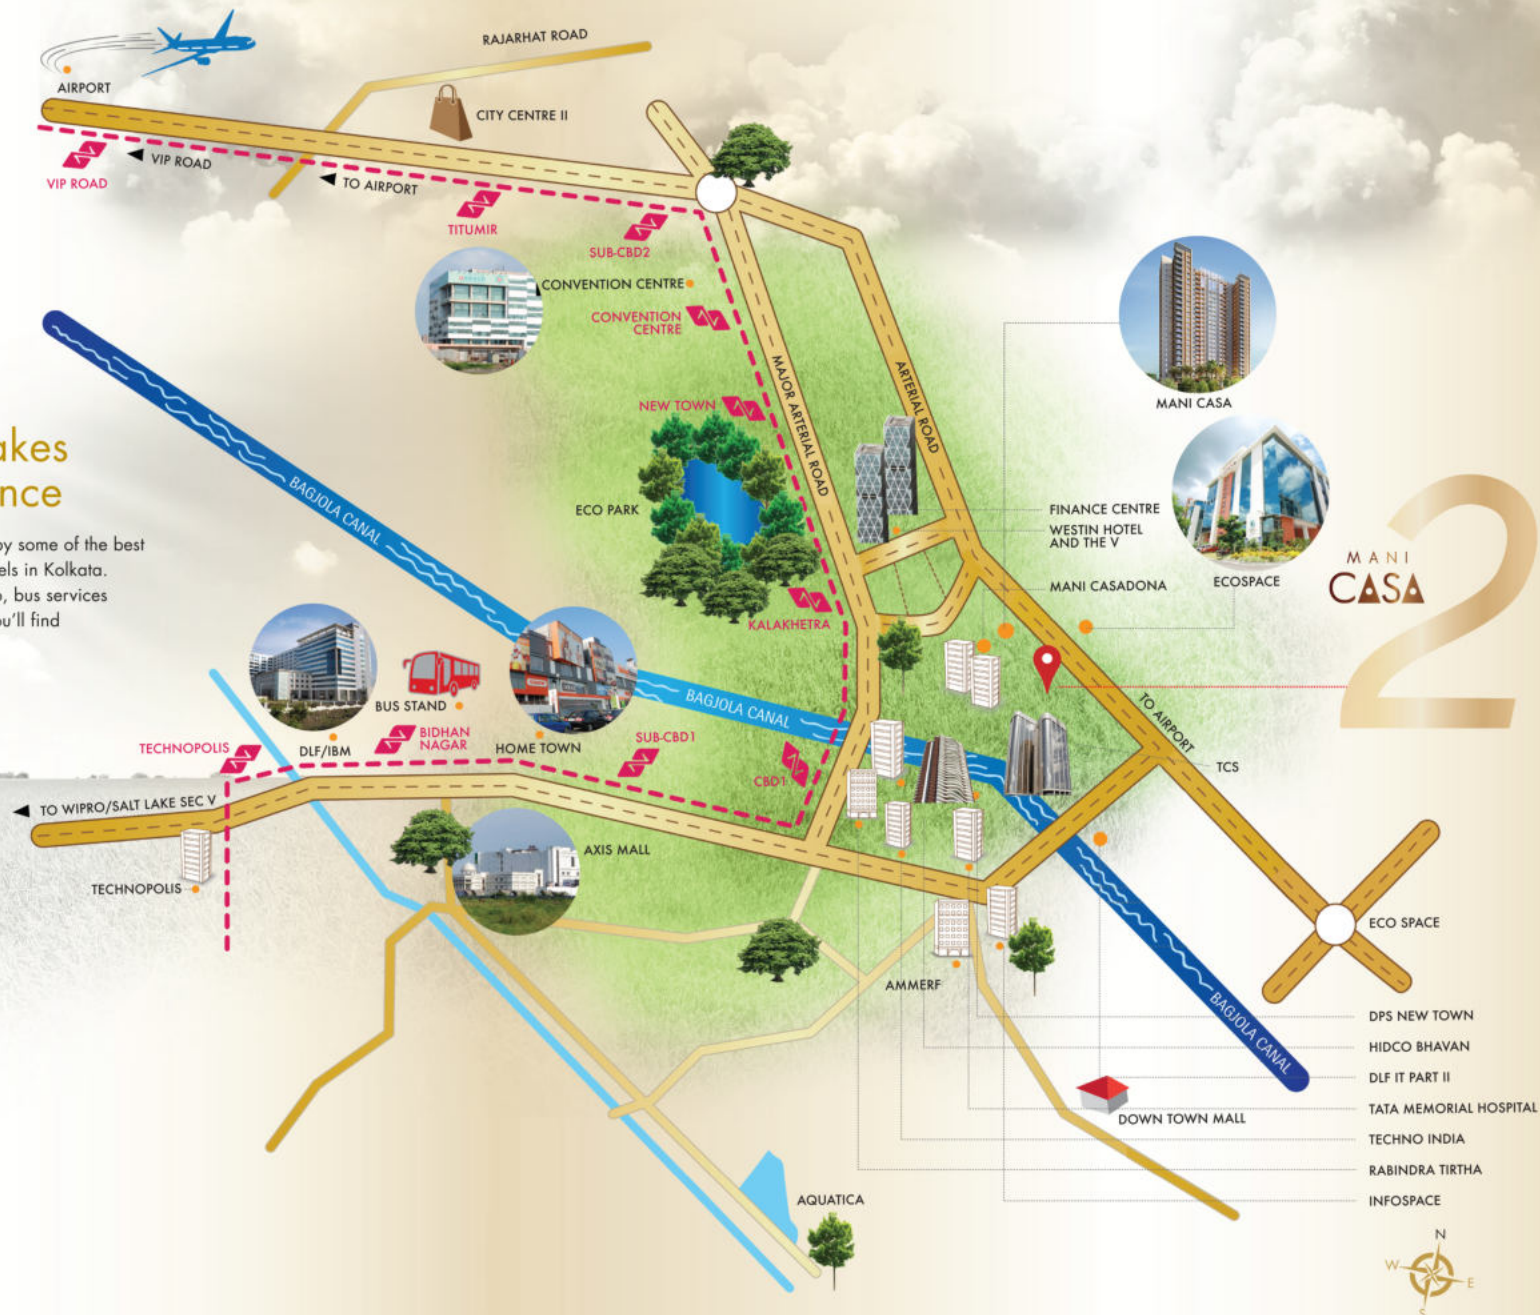 RAJARHAT ROAD
AIRPORT
CITY CENTRE II
VIP ROAD
VIP ROAD
TO AIRPORT
TITUMIR
SUB-CBD2
CONVENTION CENTRE
CONVENTION
CENTRE
MAJOR ARTERIAL ROAD
ARTERIAL ROAD
MANI CASA
NEW TOWN
akes
nce
by some of the best
els in Kolkata.
o, bus services
ou'll find
BAGJOLA CANAL
ECO PARK
FINANCE CENTRE
WESTIN HOTEL
AND THE V
ECOSPACE
MANI
CASA
2
MANI CASADONA
KALAKHETRA
BUS STAND
BAGJOLA CANAL
TO AIRPORT
TECHNOPOLIS
DLF/IBM
BIDHAN
NAGAR
HOME TOWN
SUB-CBD1
CBD1
TCS
TO WIPRO/SALT LAKE SEC V
AXIS MALL
TECHNOPOLIS
ECO SPACE
AMMERF
BAGJOLA CANAL
DPS NEW TOWN
HIDCO BHAVAN
DLF IT PART II
TATA MEMORIAL HOSPITAL
DOWN TOWN MALL
TECHNO INDIA
RABINDRA TIRTHA
INFOSPACE
AQUATICA
N
W
E
S